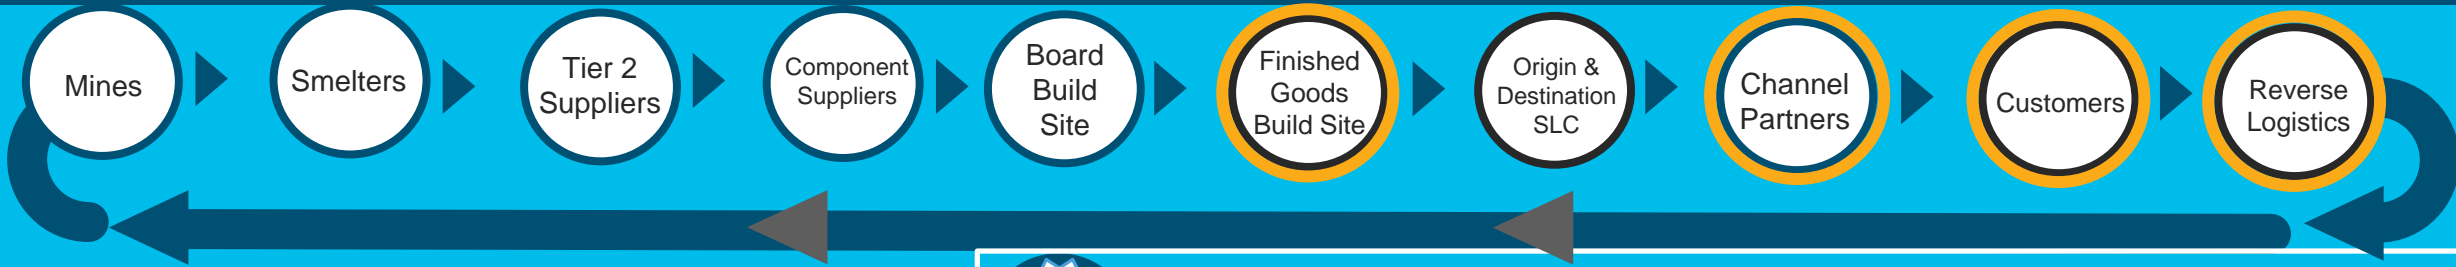 Mines
Smelters
Tier 2
Suppliers
Component
Suppliers
Board
Build
Site
Finished
Goods
Build Site
Origin &
Destination
SLC
Channel
Partners
Customers
Reverse
Logistics